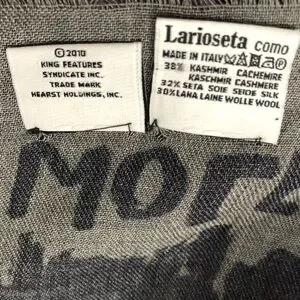 © 2010
KING FEATURES
SYNDICATE INC.
TRADE MARK
HEARST HOLDINGS, INC.
Larioseta como
MADE IN ITALY
38% KASHMIR CACHEMIRE
KASCHMIR CASHMERE
32% SETA SOIE SEIDE SILK
30% LANA LAINE WOLLE WOOL